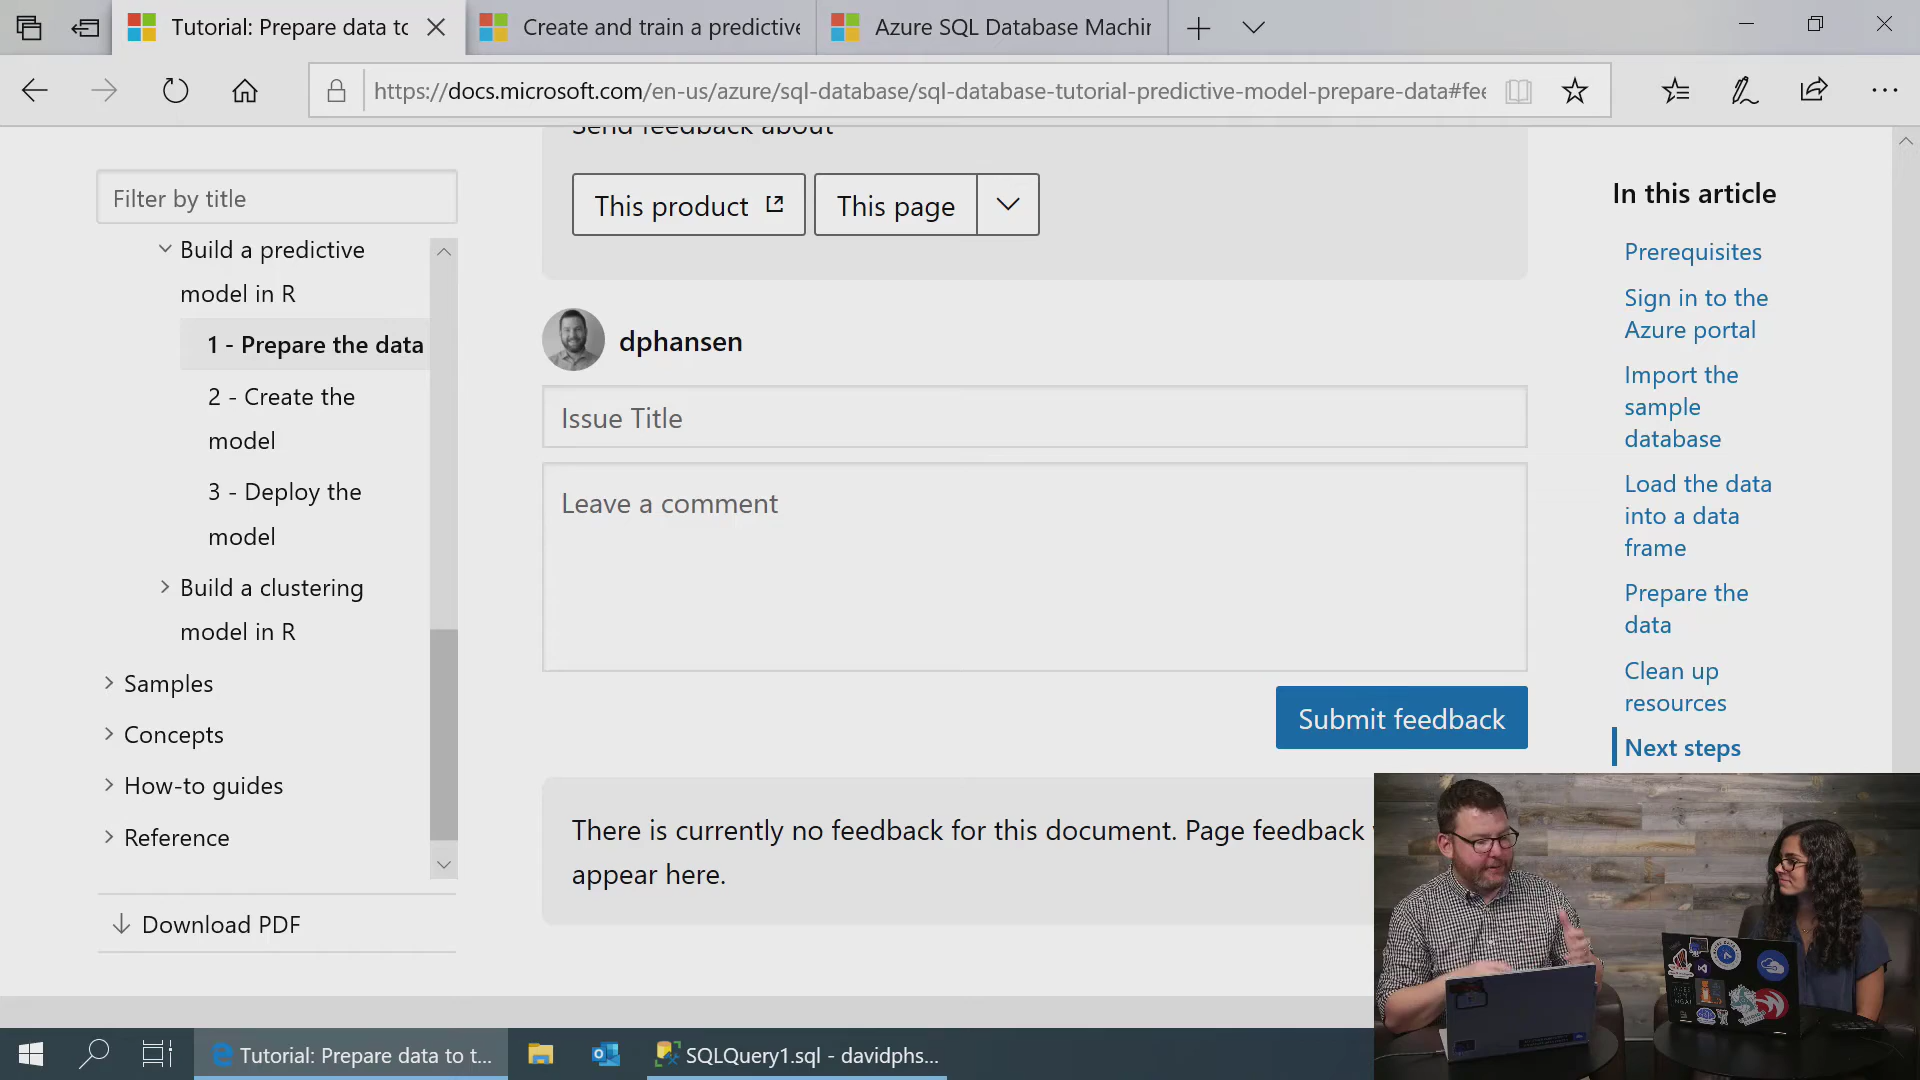 Tutorial: Prepare data to
Create and train a predictive
Azure SQL Database Machin
https://docs.microsoft.com/en-us/azure/sql-database/sql-database-tutorial-predictive-model-prepare-data#fee
Send feedback about
This product
This page
Filter by title
Build a predictive
model in R
1 - Prepare the data
2 - Create the
model
3 - Deploy the
model
Build a clustering
model in R
Samples
Concepts
How-to guides
Reference
Download PDF
dphansen
Issue Title
Leave a comment
Submit feedback
There is currently no feedback for this document. Page feedback
appear here.
In this article
Prerequisites
Sign in to the
Azure portal
Import the
sample
database
Load the data
into a data
frame
Prepare the
data
Clean up
resources
Next steps
Tutorial: Prepare data to t...
SQLQuery1.sql - davidphs...